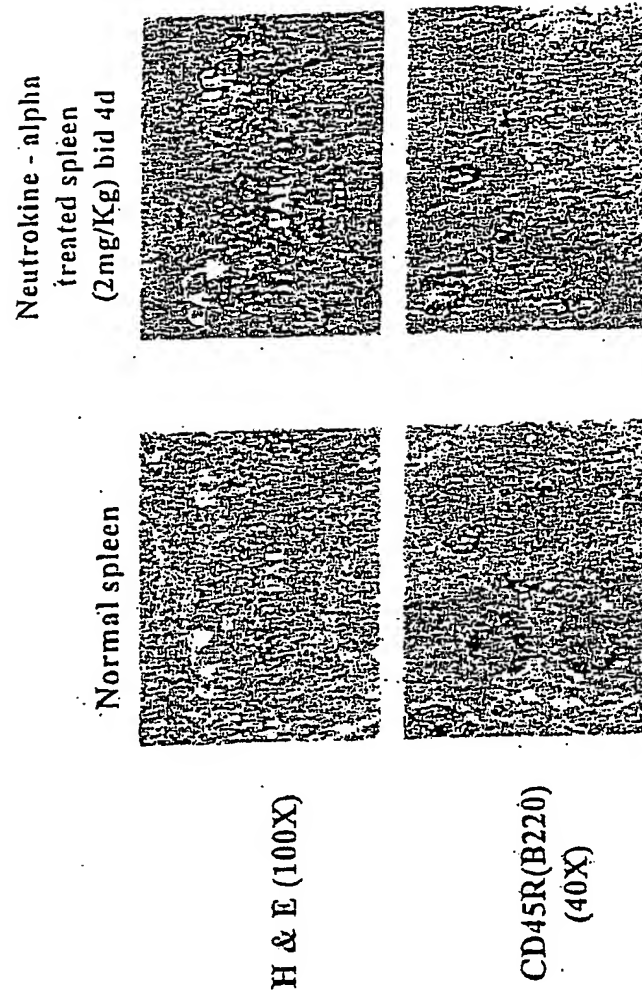 Neutrokine - alpha
treated spleen
(2mg/Kg) bid 4d
Normal spleen
H & E (100X)
CD45R(B220)
(40X)